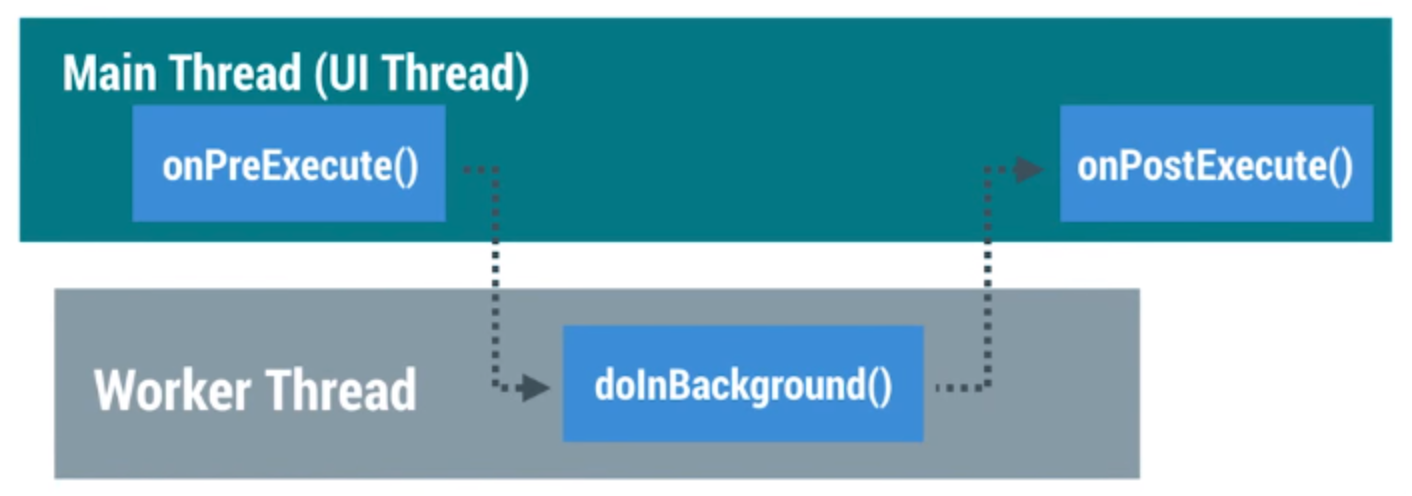 Main Thread (UI Thread)
onPreExecute()
onPostExecute()
Worker Thread
doInBackground()